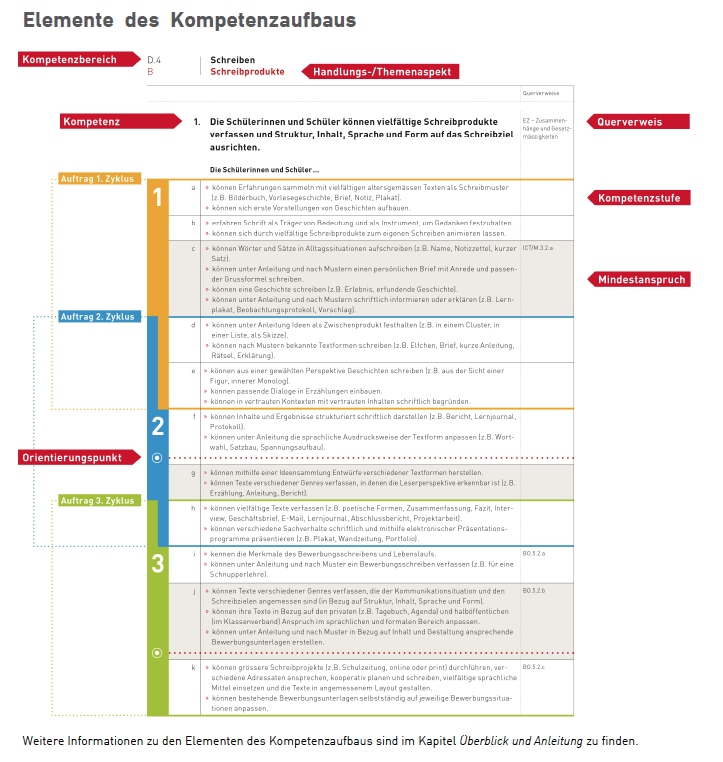 Elemente des Kompetenzaufbaus
Kompetenzbereich
D.4
Schreiben
B
Schreibprodukte
Handlungs-/Themenaspekt
Querverweise
Kompetenz
1. Die Schülerinnen und Schüler können vielfältige Schreibprodukte
verfassen und Struktur, Inhalt, Sprache und Form auf das Schreibziel
ausrichten.
EZ – Zusammen-
hänge und Gesetz-
mässigkeiten
Querverweis
Die Schülerinnen und Schüler ...
Auftrag 1. Zyklus
1
a
» können Erfahrungen sammeln mit vielfältigen altersgemässen Texten als Schreibmuster
(z.B. Bilderbuch, Vorlesegeschichte, Brief, Notiz, Plakat).
» können sich erste Vorstellungen von Geschichten aufbauen.
Kompetenzstufe
b
» erfahren Schrift als Träger von Bedeutung und als Instrument, um Gedanken festzuhalten.
» können sich durch vielfältige Schreibprodukte zum eigenen Schreiben animieren lassen.
c
» können Wörter und Sätze in Alltagssituationen aufschreiben (z.B. Name, Notizzettel, kurzer
Satz).
» können unter Anleitung und nach Mustern einen persönlichen Brief mit Anrede und passen-
der Grussformel schreiben.
» können eine Geschichte schreiben (z.B. Erlebnis, erfundende Geschichte).
» können unter Anleitung und nach Mustern schriftlich informieren oder erklären (z.B. Lern-
plakat, Beobachtungsprotokoll, Vorschlag).
ICT/M.3.2.a
Mindestanspruch
Auftrag 2. Zyklus
d
» können unter Anleitung Ideen als Zwischenprodukt festhalten (z.B. in einem Cluster, in
einer Liste, als Skizze).
» können nach Mustern bekannte Textformen schreiben (z.B. Elfchen, Brief, kurze Anleitung,
Rätsel, Erklärung).
e
» können aus einer gewählten Perspektive Geschichten schreiben (z.B. aus der Sicht einer
Figur, innerer Monolog).
» können passende Dialoge in Erzählungen einbauen.
» können in vertrauten Kontexten mit vertrauten Inhalten schriftlich begründen.
2
f
» können Inhalte und Ergebnisse strukturiert schriftlich darstellen (z.B. Bericht, Lernjournal,
Protokoll).
» können unter Anleitung die sprachliche Ausdrucksweise der Textform anpassen (z.B. Wort-
wahl, Satzbau, Spannungsaufbau).
Orientierungspunkt
g
» können mithilfe einer Ideensammlung Entwürfe verschiedener Textformen herstellen.
» können Texte verschiedener Genres verfassen, in denen die Leserperspektive erkennbar ist (z.B.
Erzählung, Anleitung, Bericht).
Auftrag 3. Zyklus
h
» können vielfältige Texte verfassen (z.B. poetische Formen, Zusammenfassung, Fazit, Inter-
view, Geschäftsbrief, E-Mail, Lernjournal, Abschlussbericht, Projektarbeit).
» können verschiedene Sachverhalte schriftlich und mithilfe elektronischer Präsentations-
programme präsentieren (z.B. Plakat, Wandzeitung, Portfolio).
3
i
» kennen die Merkmale des Bewerbungsschreibens und Lebenslaufs.
» können unter Anleitung und nach Muster ein Bewerbungsschreiben verfassen (z.B. für eine
Schnupperlehre).
BO.5.2.a
j
» können Texte verschiedener Genres verfassen, die der Kommunikationsituation und den
Schreibzielen angemessen sind (in Bezug auf Struktur, Inhalt, Sprache und Form).
» können ihre Texte in Bezug auf den privaten (z.B. Tagebuch, Agenda) und halböffentlichen
(im Klassenverband) Anspruch im sprachlichen und formalen Bereich anpassen.
» können unter Anleitung und nach Muster in Bezug auf Inhalt und Gestaltung ansprechende
Bewerbungsunterlagen erstellen.
BO.5.2.b
k
» können grössere Schreibprojekte (z.B. Schulzeitung, online oder print) durchführen, ver-
schiedene Adressaten ansprechen, kooperativ planen und schreiben, vielfältige sprachliche
Mittel einsetzen und die Texte in angemessenem Layout gestalten.
» können bestehende Bewerbungsunterlagen selbstständig auf jeweilige Bewerbungssitua-
tionen anpassen.
BO.5.2.c
Weitere Informationen zu den Elementen des Kompetenzaufbaus sind im Kapitel Überblick und Anleitung zu finden.